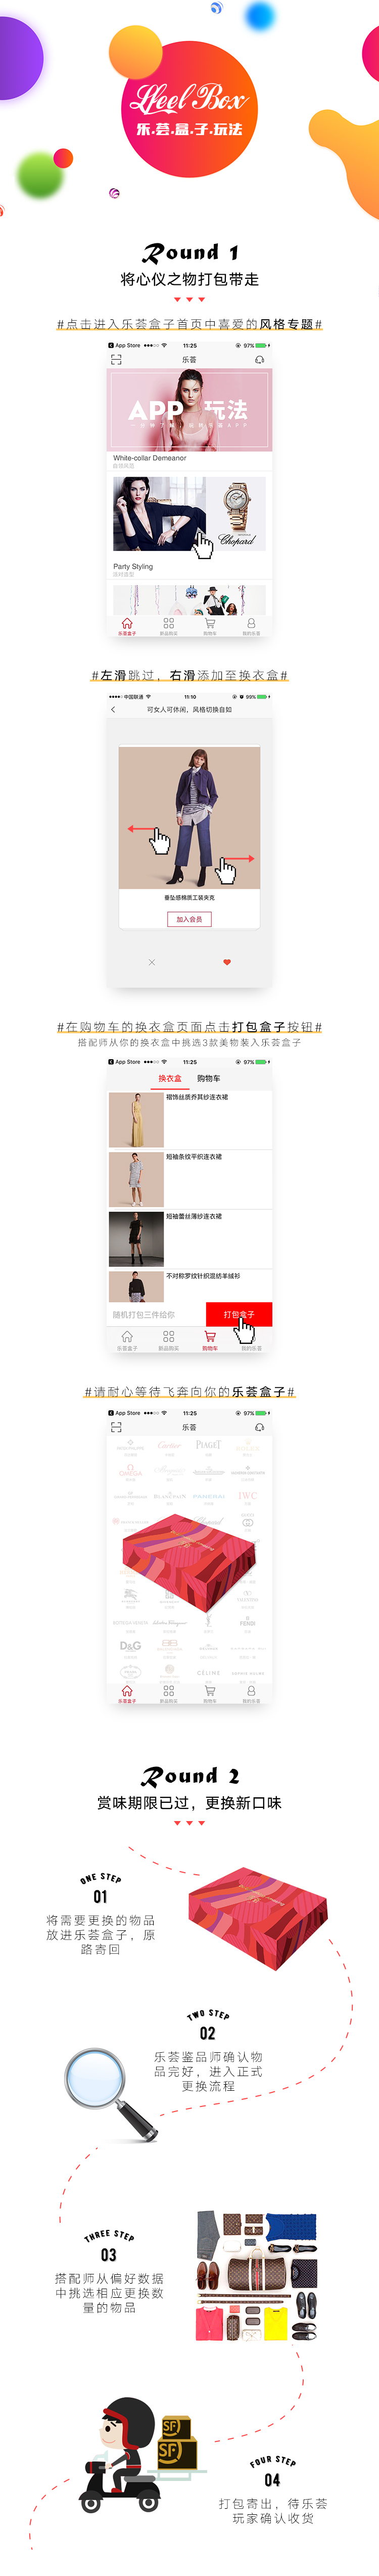 Lfeel Box
乐.荟.盒.子.玩法
Round 1
将心仪之物打包带走
#点击进入乐荟盒子首页中喜爱的风格专题#
App Store 11:25 97%
乐荟
APP 玩法
White-collar Demeanor
Chopard
Party Styling
派对造型
乐荟盒子 新品购买 购物车 我的乐荟
#左滑跳过，右滑添加至换衣盒#
中国联通 11:10 99%
可女人可休闲，风格切换自如
垂坠感棉质工装夹克
加入会员
#在购物车的换衣盒页面点击打包盒子按钮#
搭配师从你的换衣盒中挑选3款美物装入乐荟盒子
App Store 11:25 97%
换衣盒 购物车
褶饰丝质乔其纱连衣裙
短袖条纹平织连衣裙
短袖蕾丝薄纱连衣裙
不对称罗纹针织混纺羊绒衫
随机打包三件给你 打包盒子
乐荟盒子 新品购买 购物车 我的乐荟
#请耐心等待飞奔向你的乐荟盒子#
App Store 11:25 97%
乐荟
Cartier PIAGET
OMEGA
BLANCPAIN PANERAI IWC
Chopard GUCCI
VALENTINO
BOTTEGA VENETA FENDI
D&G
CÉLINE
乐荟盒子 新品购买 购物车 我的乐荟
Round 2
赏味期限已过，更换新口味
ONE STEP
01
将需要更换的物品
放进乐荟盒子，原
路寄回
TWO STEP
02
乐荟鉴品师确认物
品完好，进入正式
更换流程
THREE STEP
03
搭配师从偏好数据
中挑选相应更换数
量的物品
SF
SF
FOUR STEP
04
打包寄出，待乐荟
玩家确认收货